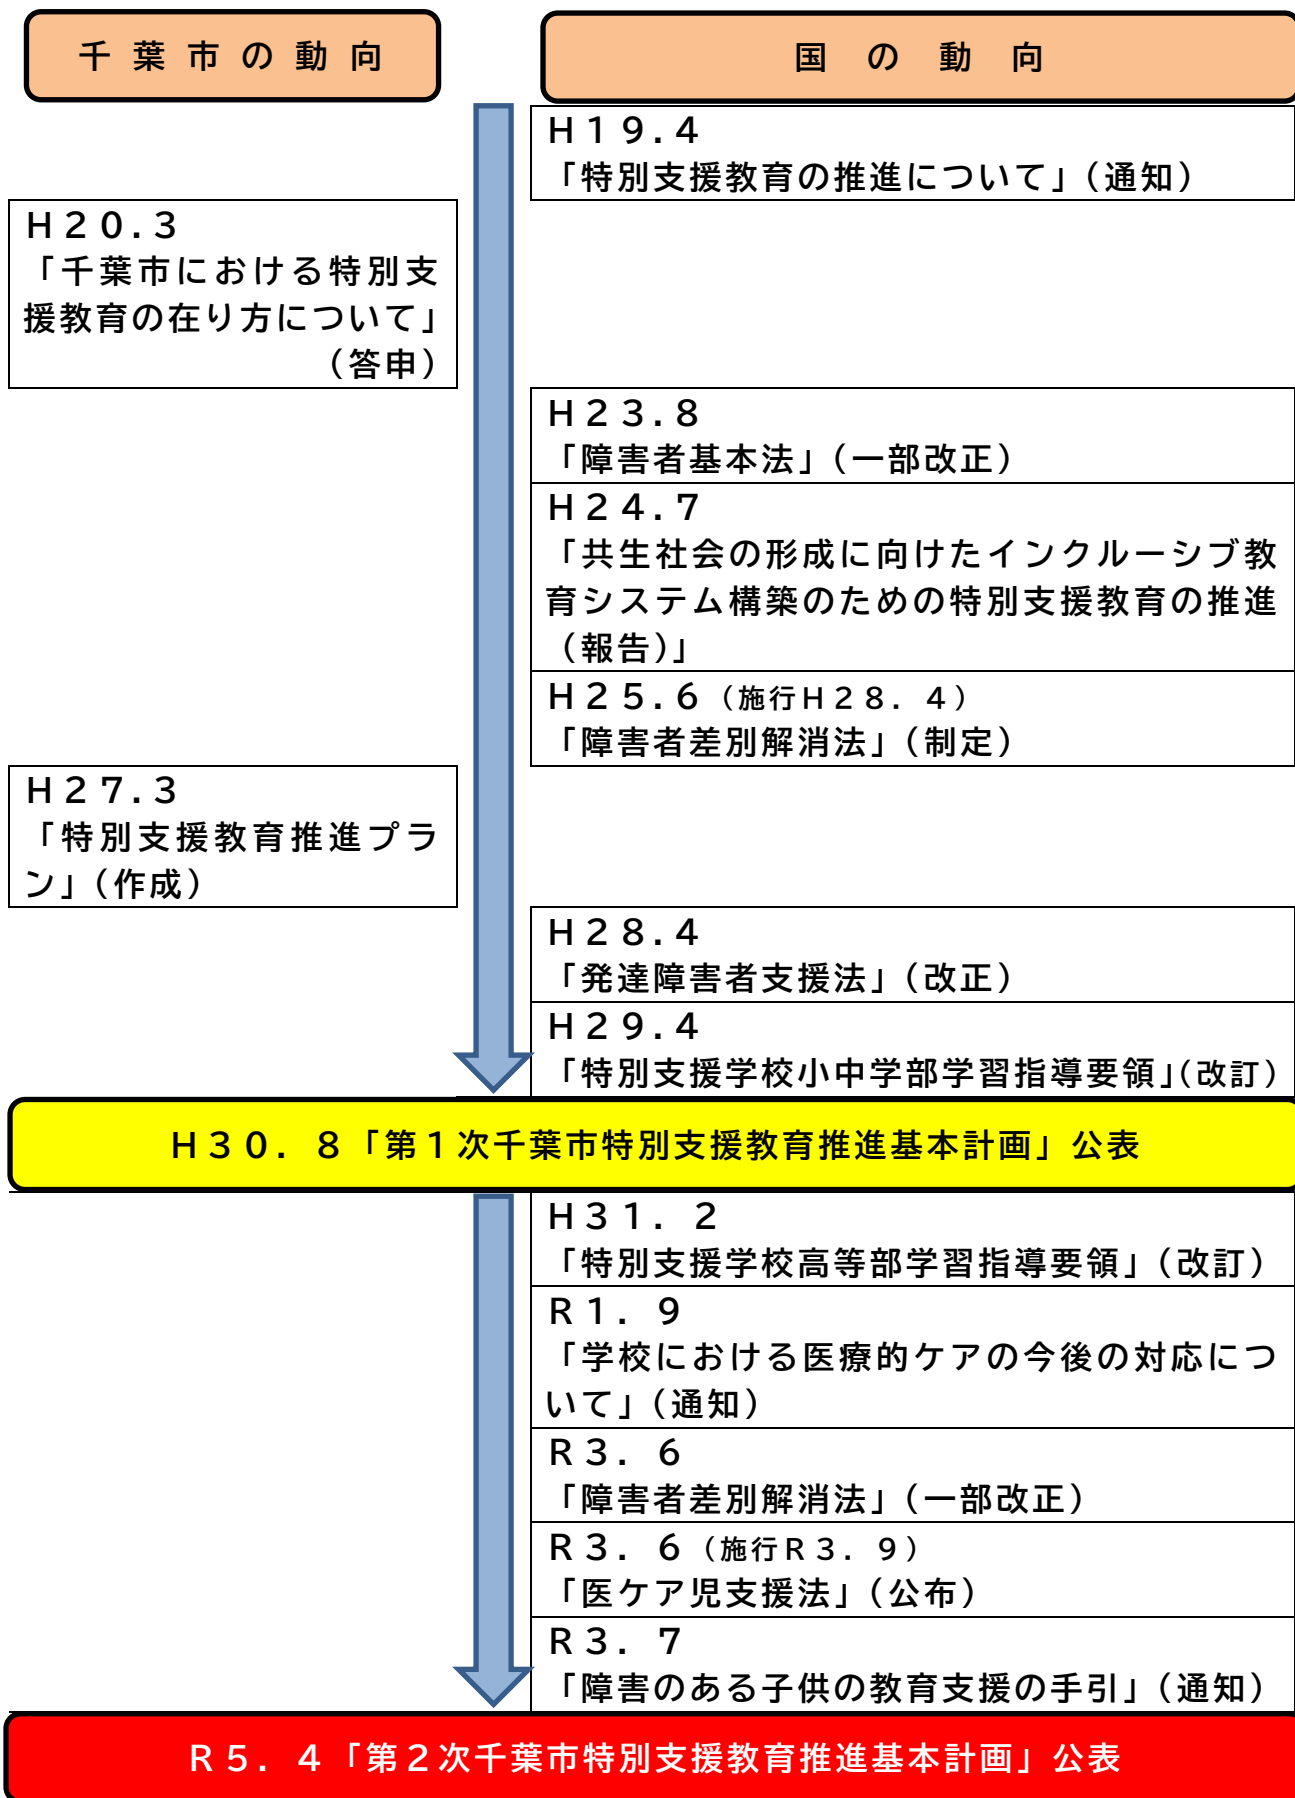 千葉市の動向
国の動向
H19.4
「特別支援教育の推進について」(通知)
H20.3
「千葉市における特別支
援教育の在り方について」
(答申)
H23.8
「障害者基本法」(一部改正)
H24.7
「共生社会の形成に向けたインクルーシブ教
育システム構築のための特別支援教育の推進
(報告)」
H25.6(施行H28.4)
「障害者差別解消法」(制定)
H27.3
「特別支援教育推進プラ
ン」(作成)
H28.4
「発達障害者支援法」(改正)
H29.4
「特別支援学校小中学部学習指導要領」(改訂)
H30.8「第1次千葉市特別支援教育推進基本計画」公表
H31.2
「特別支援学校高等部学習指導要領」(改訂)
R1.9
「学校における医療的ケアの今後の対応につ
いて」(通知)
R3.6
「障害者差別解消法」(一部改正)
R3.6(施行R3.9)
「医ケア児支援法」(公布)
R3.7
「障害のある子供の教育支援の手引」(通知)
R5.4「第2次千葉市特別支援教育推進基本計画」公表